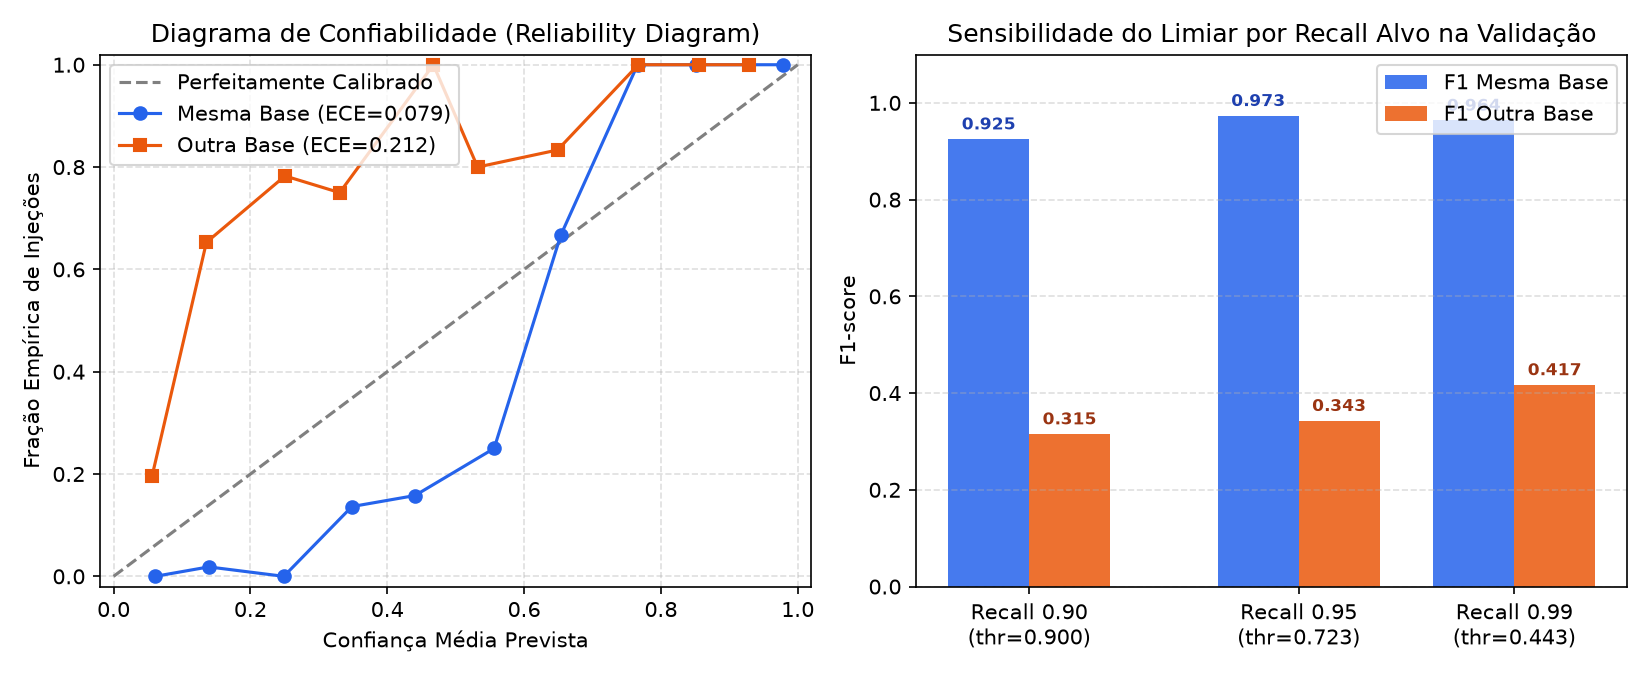 Diagrama de Confiabilidade (Reliability Diagram)
1.0
0.8
0.6
0.4
0.2
0.0
Fração Empírica de Injeções
Perfeitamente Calibrado
Mesma Base (ECE=0.079)
Outra Base (ECE=0.212)
0.0 0.2 0.4 0.6 0.8 1.0
Confiança Média Prevista
Sensibilidade do Limiar por Recall Alvo na Validação
1.0
0.8
0.6
0.4
0.2
0.0
F1-score
F1 Mesma Base
F1 Outra Base
0.925
0.973
0.964
0.315
0.343
0.417
Recall 0.90
(thr=0.900)
Recall 0.95
(thr=0.723)
Recall 0.99
(thr=0.443)